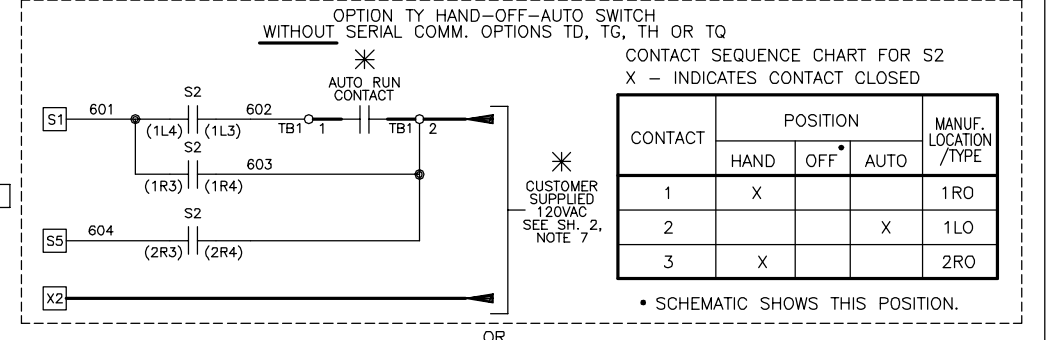 OPTION TY HAND-OFF-AUTO SWITCH
WITHOUT SERIAL COMM. OPTIONS TD, TG, TH OR TQ
AUTO RUN
CONTACT
S1
601
S2
602
(1L4) (1L3)
TB1 1
TB1 2
S2
603
(1R3) (1R4)
S2
S5
604
(2R3) (2R4)
X2
CUSTOMER
SUPPLIED
120VAC
SEE SH. 2,
NOTE 7
CONTACT SEQUENCE CHART FOR S2
X - INDICATES CONTACT CLOSED
CONTACT POSITION MANUF. LOCATION /TYPE
HAND OFF• AUTO
1 X 1RO
2 X 1LO
3 X 2RO
• SCHEMATIC SHOWS THIS POSITION.
OR